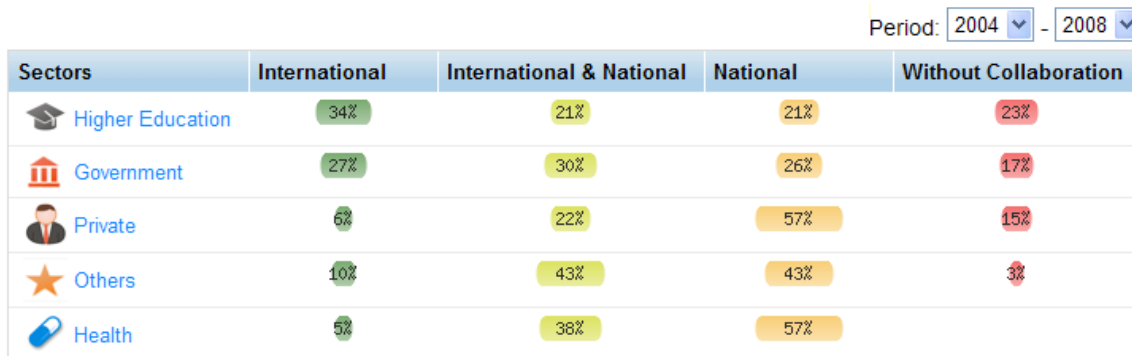 Period: 2004 - 2008
Sectors International International & National National Without Collaboration
Higher Education 34% 21% 21% 23%
Government 27% 30% 26% 17%
Private 6% 22% 57% 15%
Others 10% 43% 43% 3%
Health 5% 38% 57%